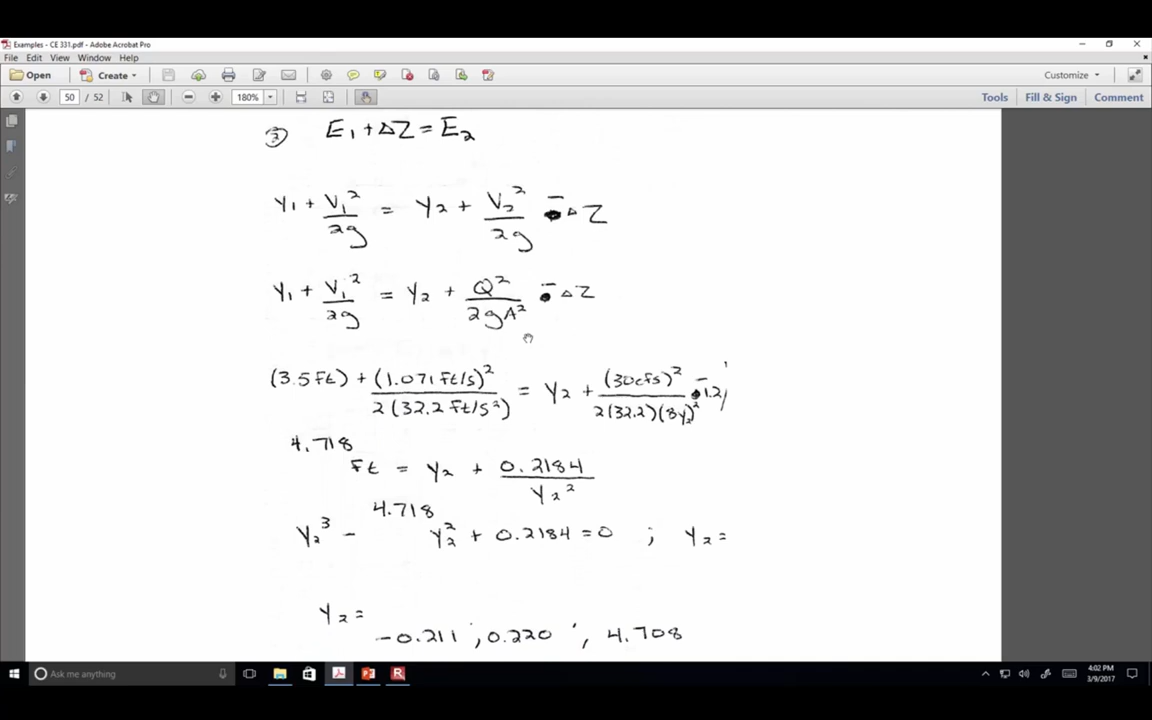 Examples - CE 331.pdf - Adobe Acrobat Pro
File Edit View Window Help
Open Create Customize
50 / 52 180% Tools Fill & Sign Comment
② E₁ + ΔZ = E₂
Y₁ + V₁²/2g = Y₂ + V₂²/2g - ΔZ
Y₁ + V₁²/2g = Y₂ + Q²/2gA² - ΔZ
(3.5 ft) + (1.071 ft/s)²/2(32.2 ft/s²) = Y₂ + (30cfs)²/2(32.2)(8y₂)² - 1.2'
4.718
ft = Y₂ + 0.2184/Y₂²
4.718
Y₂³ - Y₂² + 0.2184 = 0 ; Y₂ =
Y₂ =
-0.211', 0.220', 4.708
Ask me anything
4:02 PM
3/9/2017